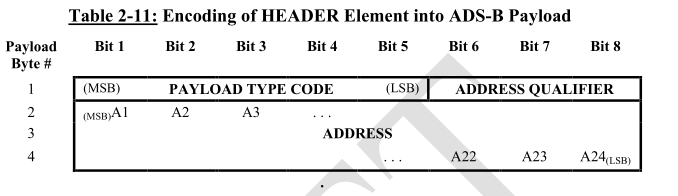 Table 2-11: Encoding of HEADER Element into ADS-B Payload
Payload Byte # Bit 1 Bit 2 Bit 3 Bit 4 Bit 5 Bit 6 Bit 7 Bit 8
1 (MSB) PAYLOAD TYPE CODE (LSB) ADDRESS QUALIFIER
2 (MSB)A1 A2 A3 . . .
3 ADDRESS
4 . . . A22 A23 A24(LSB)
.